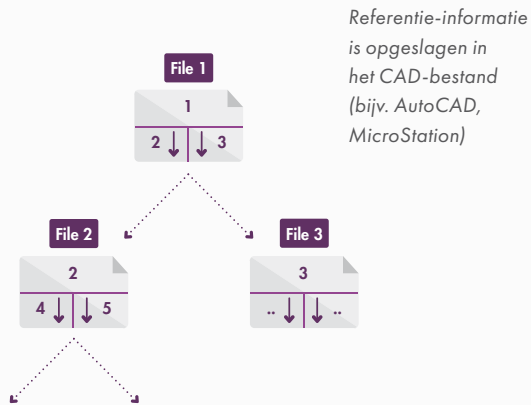 Referentie-informatie
is opgeslagen in
het CAD-bestand
(bijv. AutoCAD,
MicroStation)
File 1
1
2 ↓ ↓ 3
File 2
2
4 ↓ ↓ 5
File 3
3
.. ↓ ↓ ..